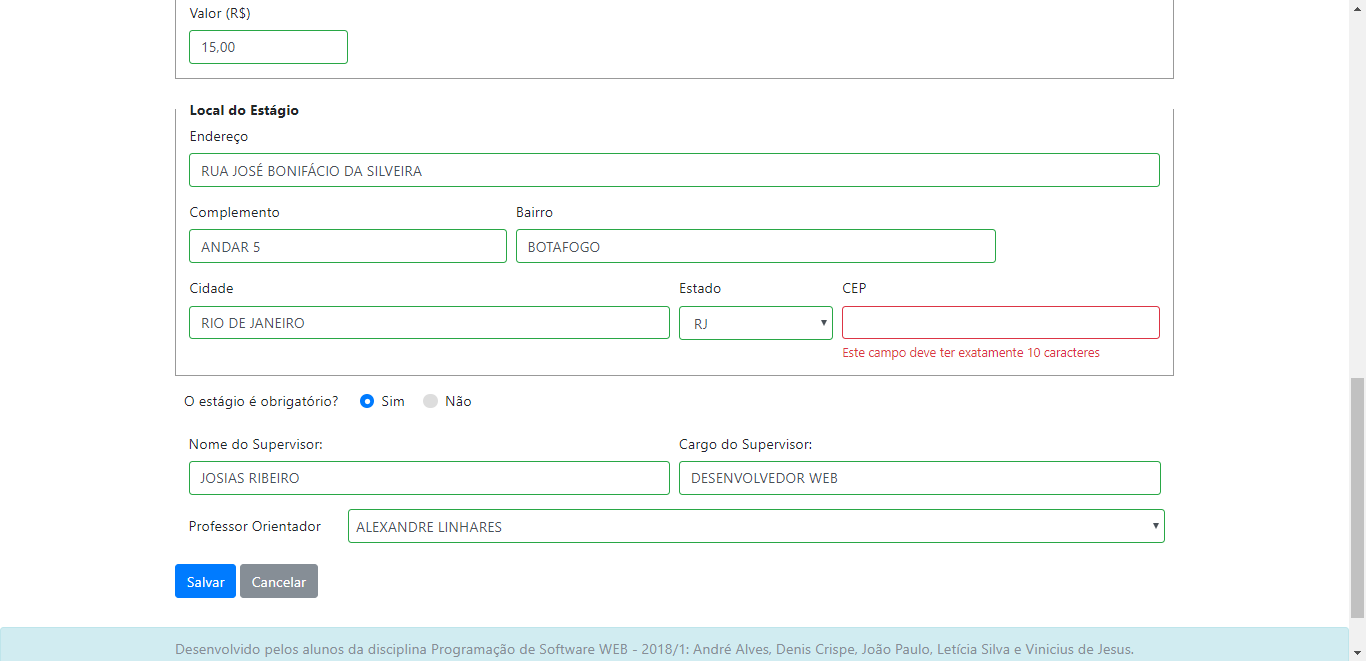 Valor (R$)
15,00
Local do Estágio
Endereço
RUA JOSÉ BONIFÁCIO DA SILVEIRA
Complemento Bairro
ANDAR 5 BOTAFOGO
Cidade Estado CEP
RIO DE JANEIRO RJ
Este campo deve ter exatamente 10 caracteres
O estágio é obrigatório? Sim Não
Nome do Supervisor: Cargo do Supervisor:
JOSIAS RIBEIRO DESENVOLVEDOR WEB
Professor Orientador ALEXANDRE LINHARES
Salvar Cancelar
Desenvolvido pelos alunos da disciplina Programação de Software WEB - 2018/1: André Alves, Denis Crispe, João Paulo, Letícia Silva e Vinicius de Jesus.